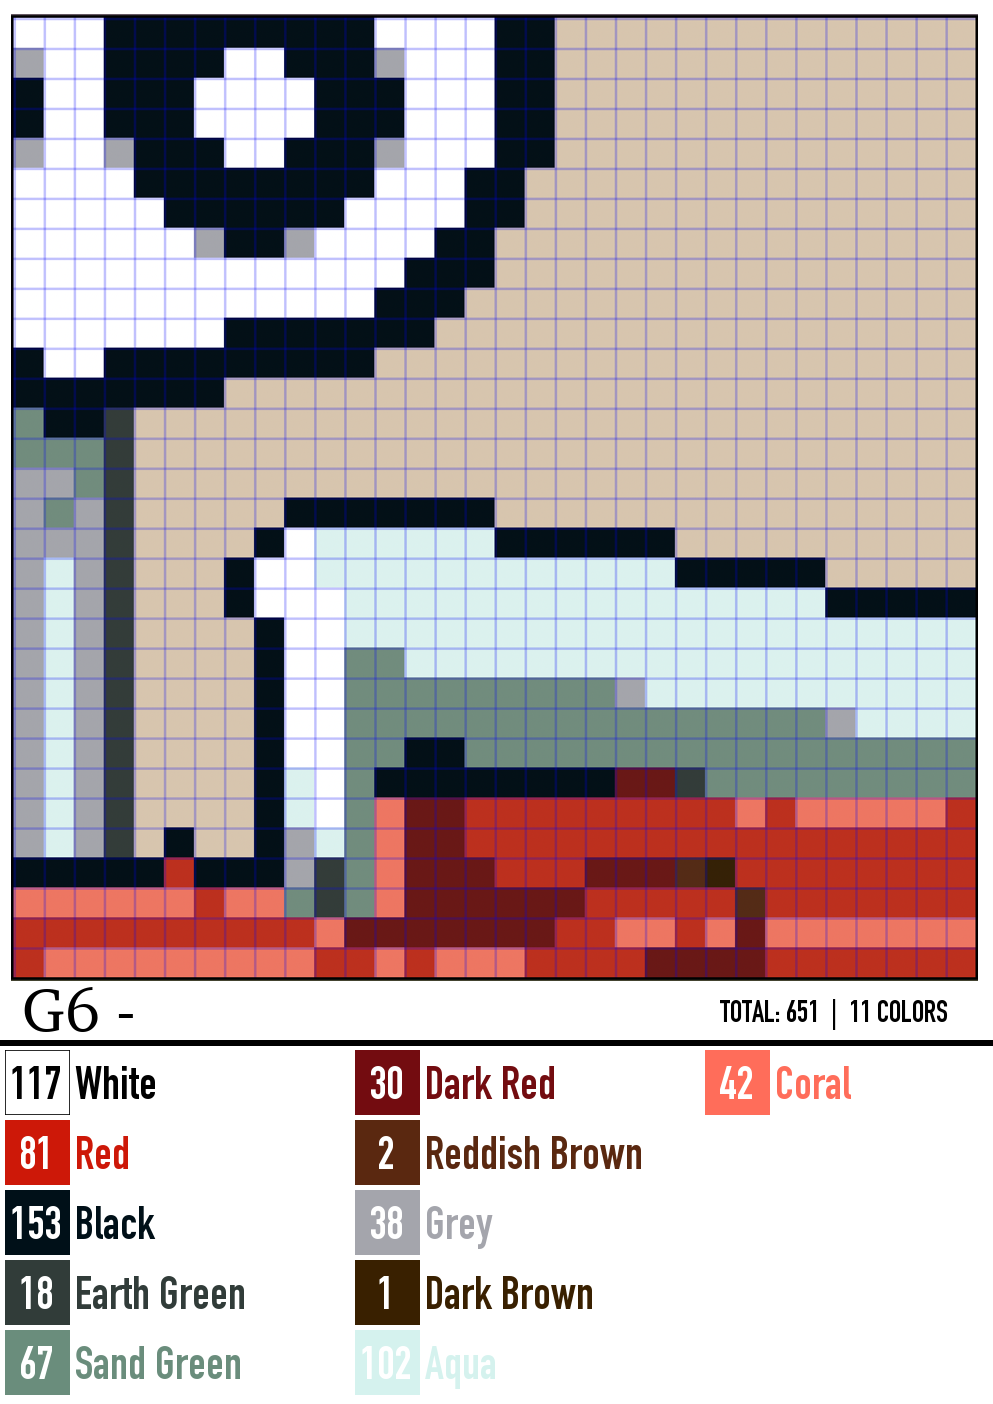 G6 -
TOTAL: 651 | 11 COLORS
117 White
81 Red
153 Black
18 Earth Green
67 Sand Green
30 Dark Red
2 Reddish Brown
38 Grey
1 Dark Brown
102 Aqua
42 Coral